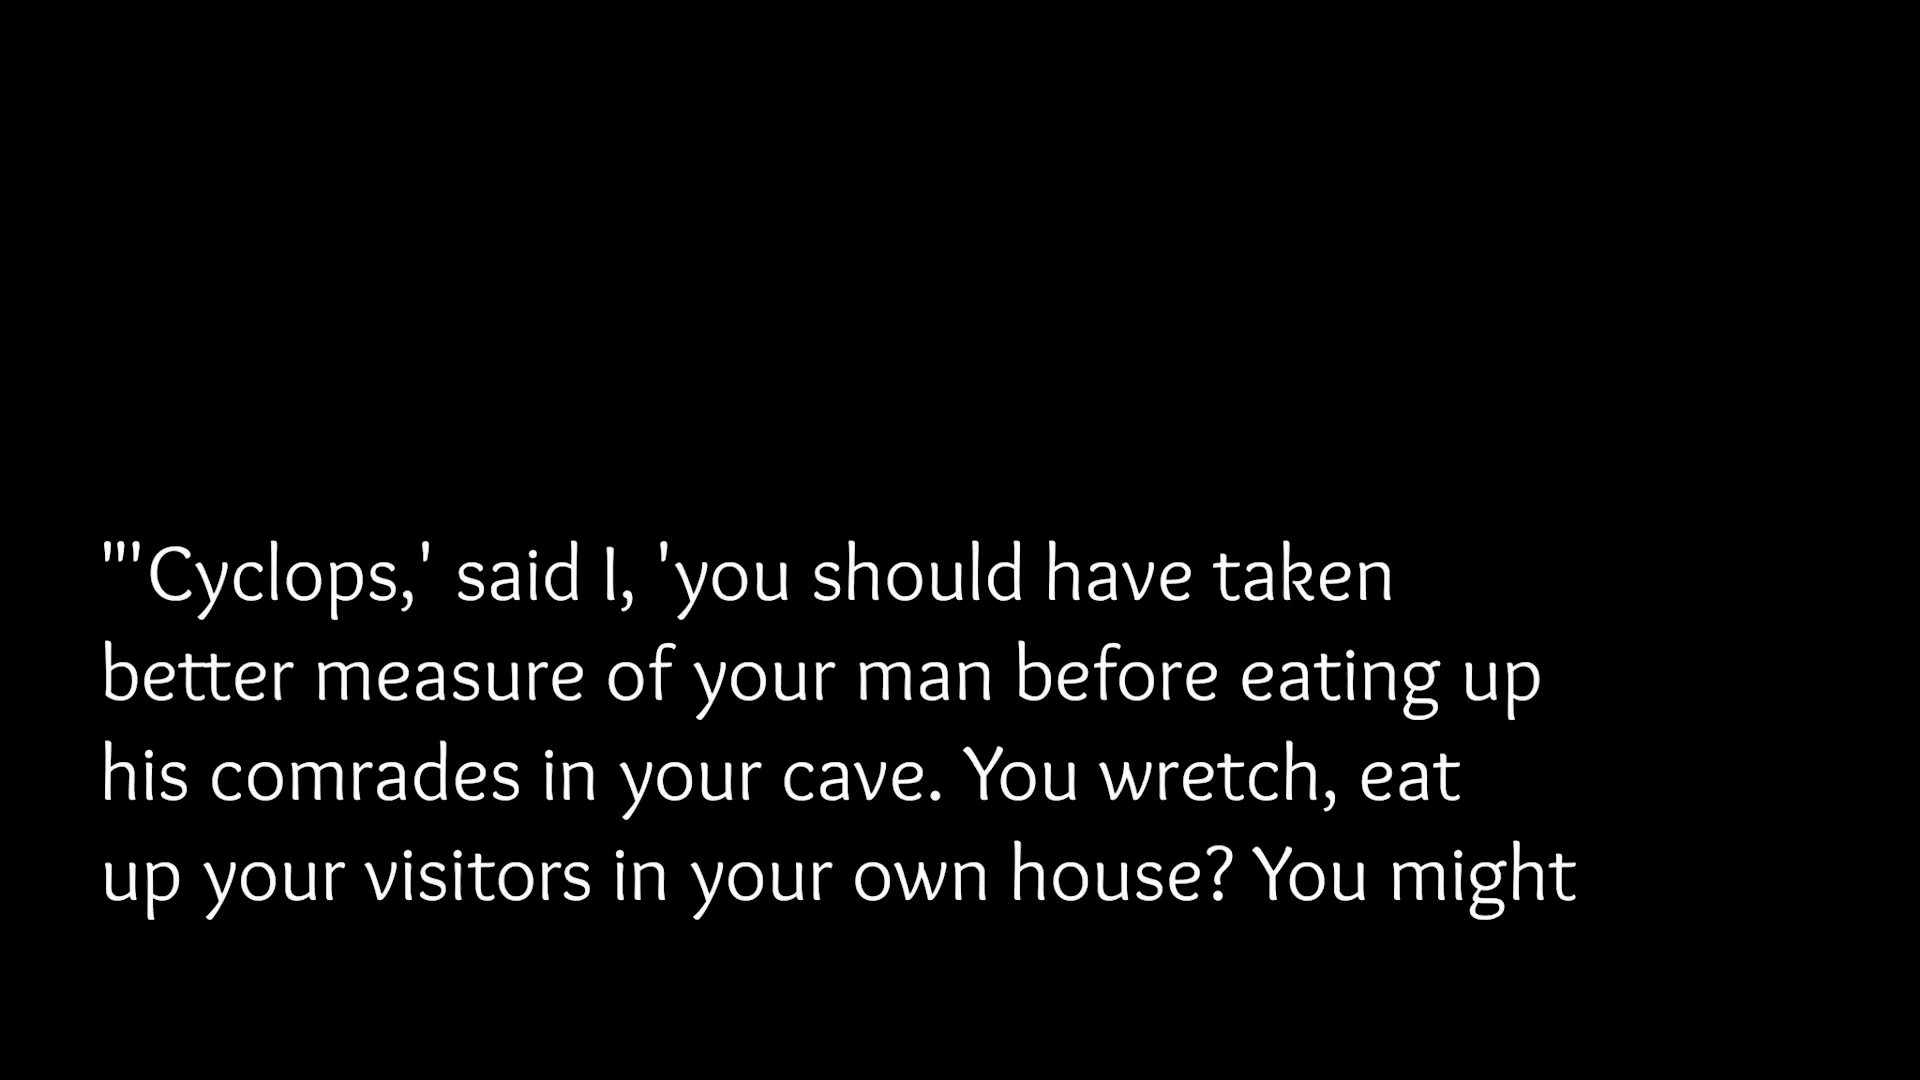 "'Cyclops,' said I, 'you should have taken
better measure of your man before eating up
his comrades in your cave. You wretch, eat
up your visitors in your own house? You might